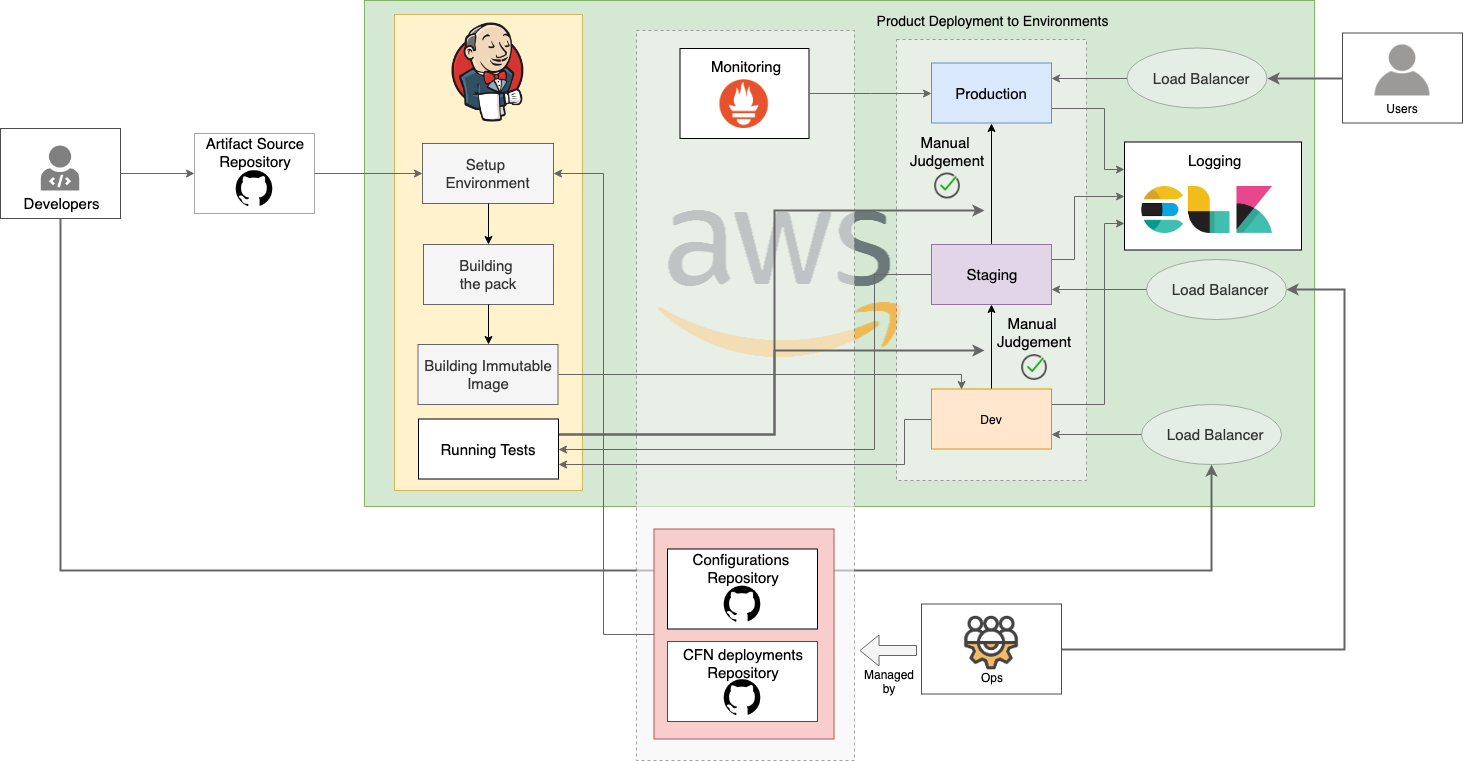 Product Deployment to Environments
Monitoring
Production
Load Balancer
Users
Developers
Artifact Source
Repository
Setup
Environment
Manual
Judgement
Logging
elk
aws
Building
the pack
Staging
Load Balancer
Manual
Judgement
Building Immutable
Image
Dev
Load Balancer
Running Tests
Configurations
Repository
CFN deployments
Repository
Managed
by
Ops